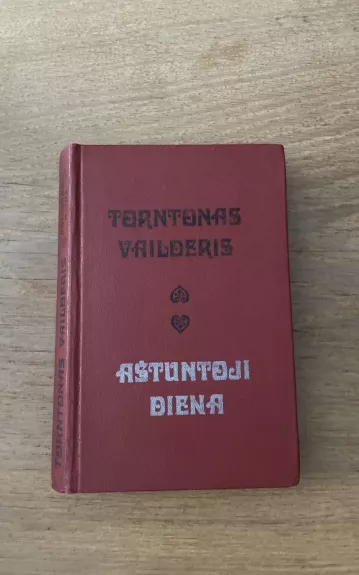 TORNTONAS
VAILDERIS
AŠTUNTOJI
DIENA
TORNTONAS VAILDERIS